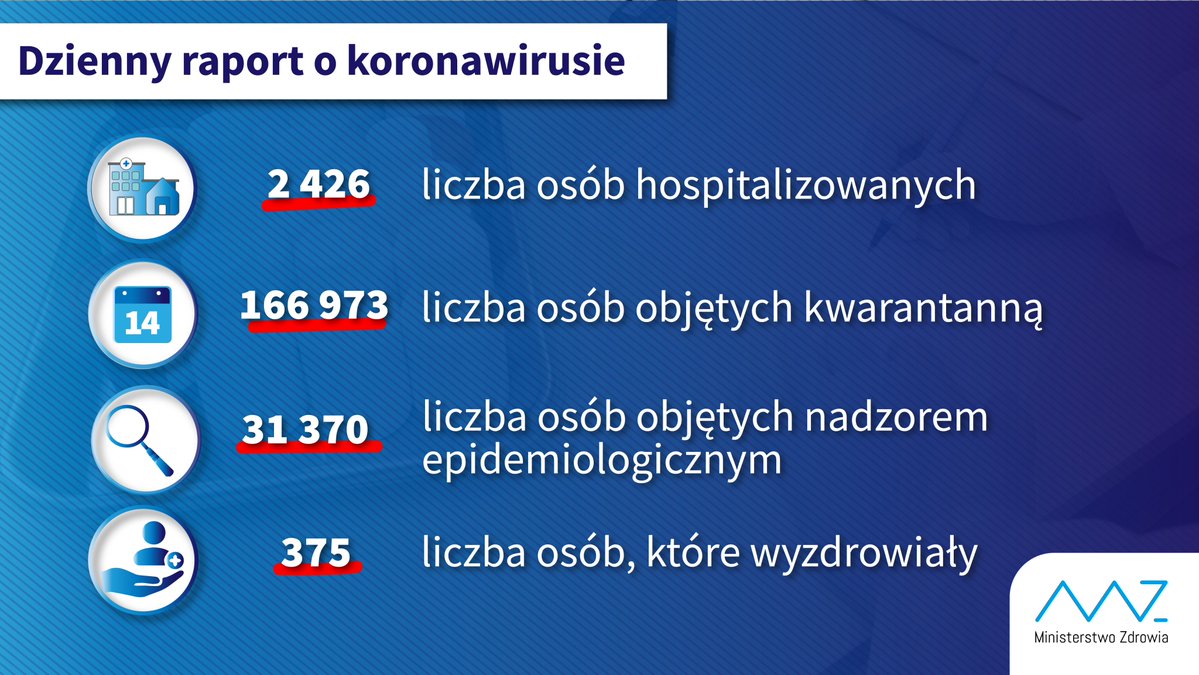 Dzienny raport o koronawirusie
2 426 liczba osób hospitalizowanych
14
166 973 liczba osób objętych kwarantanną
31 370 liczba osób objętych nadzorem
epidemiologicznym
375 liczba osób, które wyzdrowiały
Ministerstwo Zdrowia